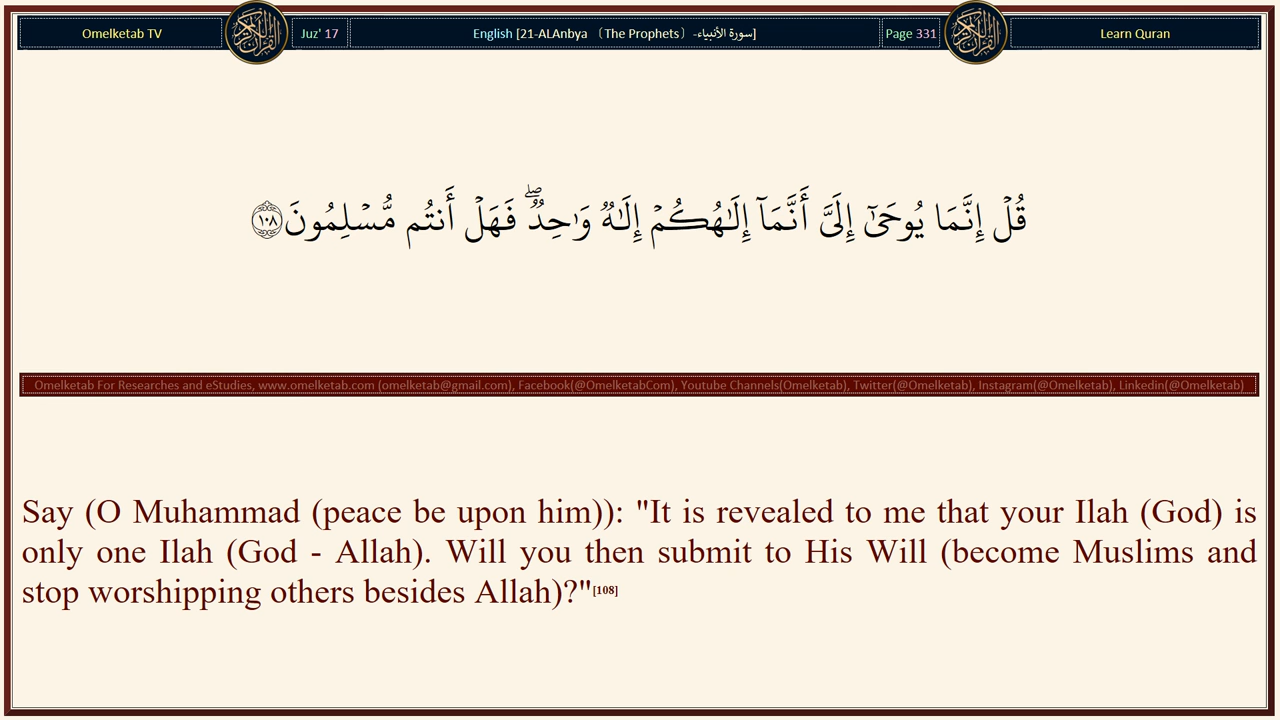 Omelketab TV
Juz' 17
English [21-ALAnbya (The Prophets) -سورة الأنبياء]
Page 331
Learn Quran
قُلۡ إِنَّمَا يُوحَىٰٓ إِلَىَّ أَنَّمَآ إِلَـٰهُكُمۡ إِلَـٰهٌ وَٰحِدٌ ۖ فَهَلۡ أَنتُم مُّسۡلِمُونَ ١٠٨
Omelketab For Researches and eStudies, www.omelketab.com (omelketab@gmail.com), Facebook(@OmelketabCom), Youtube Channels(Omelketab), Twitter(@Omelketab), Instagram(@Omelketab), Linkedin(@Omelketab)
Say (O Muhammad (peace be upon him)): "It is revealed to me that your Ilah (God) is
only one Ilah (God - Allah). Will you then submit to His Will (become Muslims and
stop worshipping others besides Allah)?"[108]